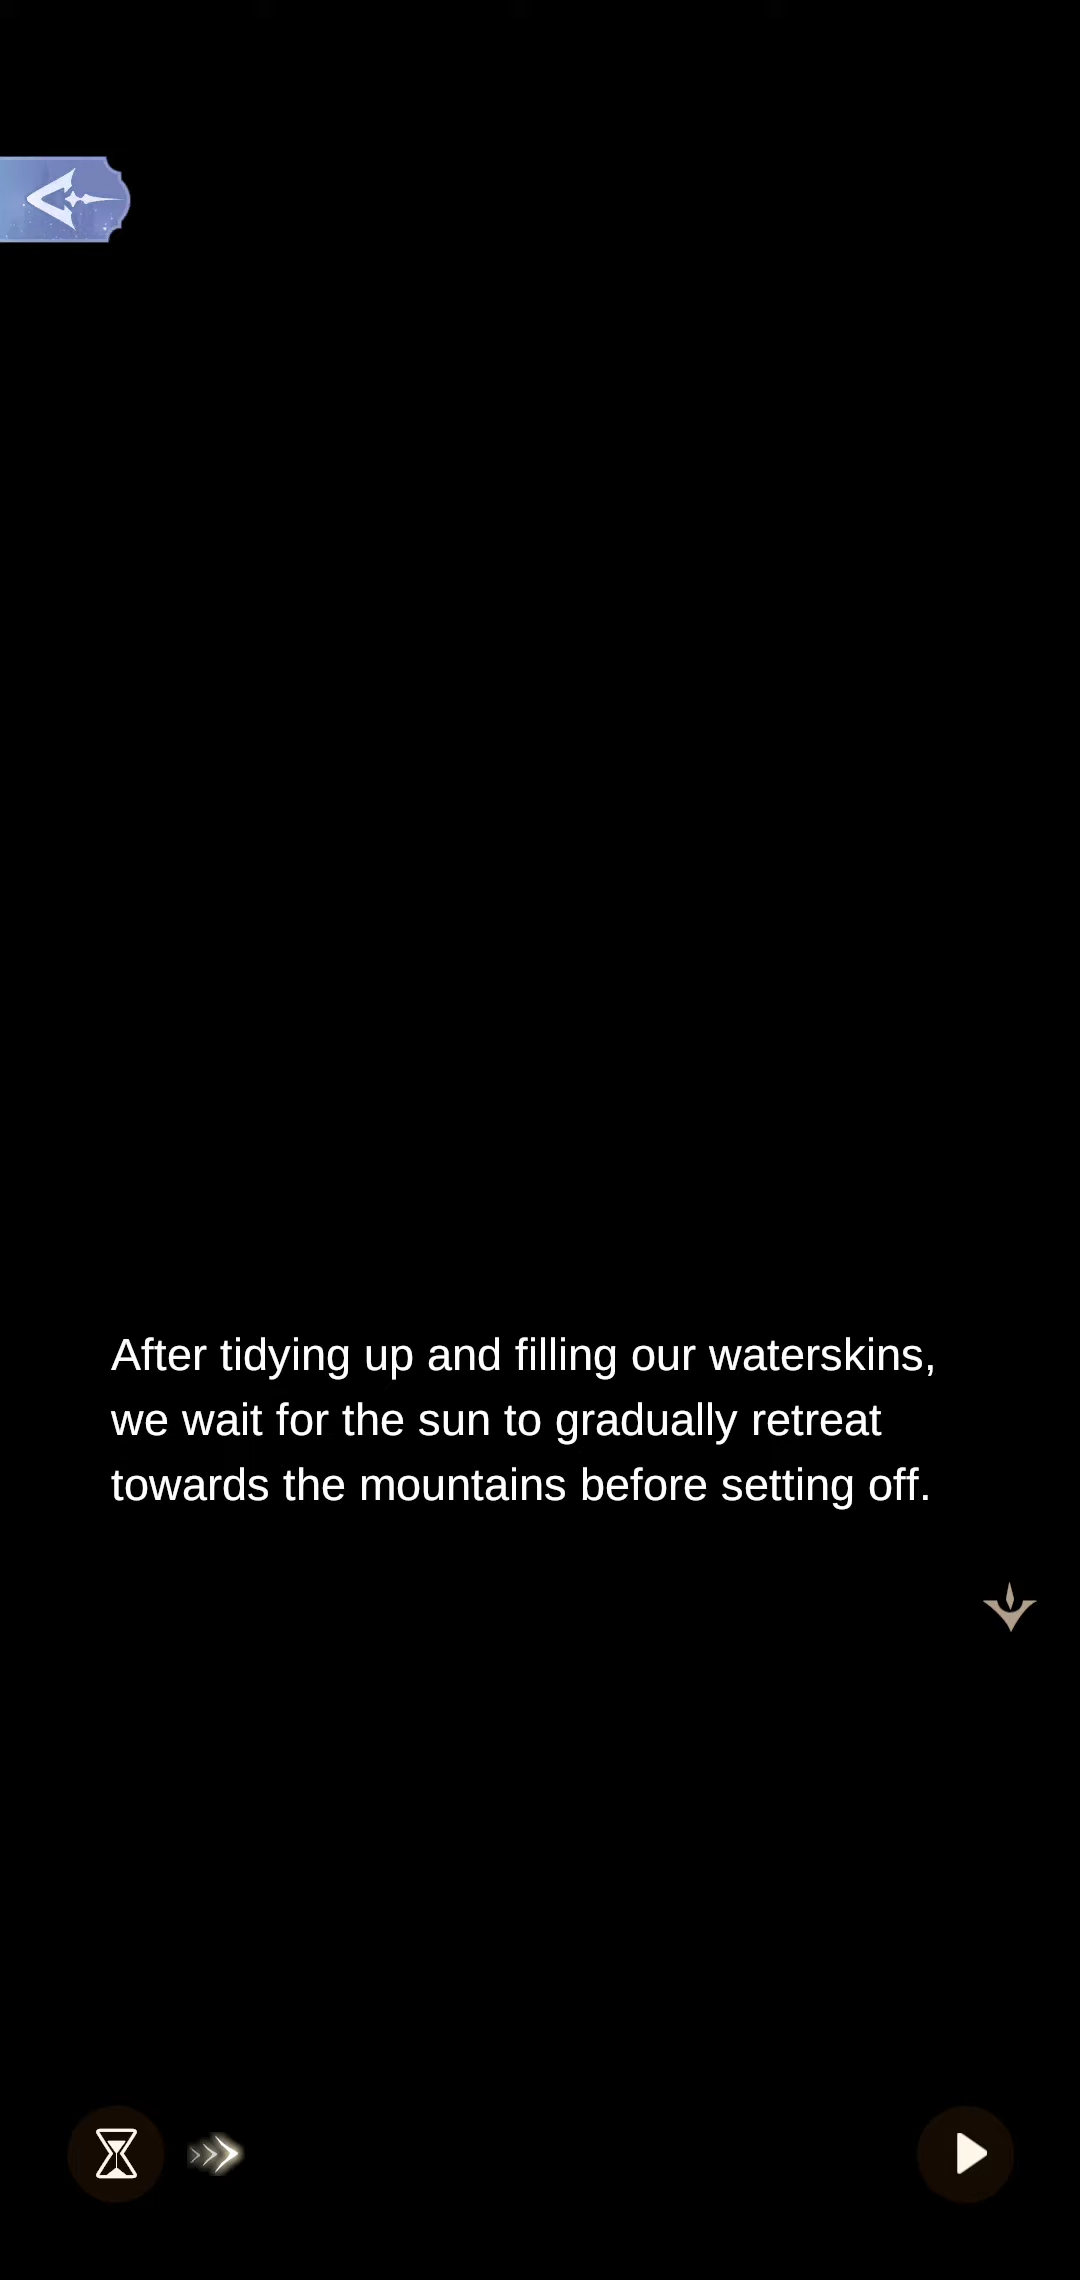 After tidying up and filling our waterskins,
we wait for the sun to gradually retreat
towards the mountains before setting off.